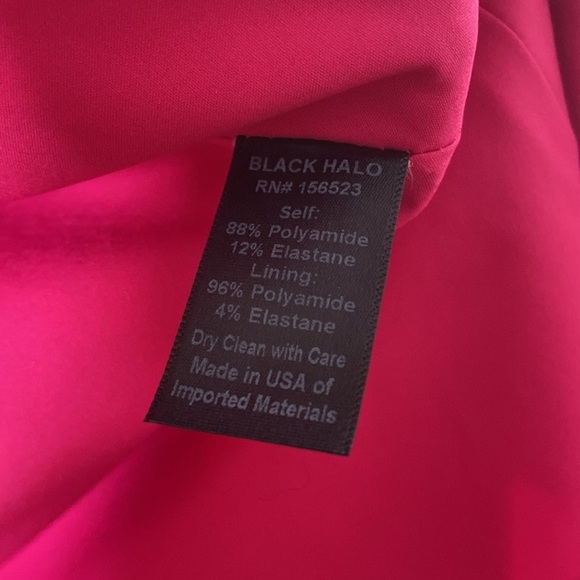 BLACK HALO
RN# 156523
Self:
88% Polyamide
12% Elastane
Lining:
96% Polyamide
4% Elastane
Dry Clean with Care
Made in USA of
Imported Materials